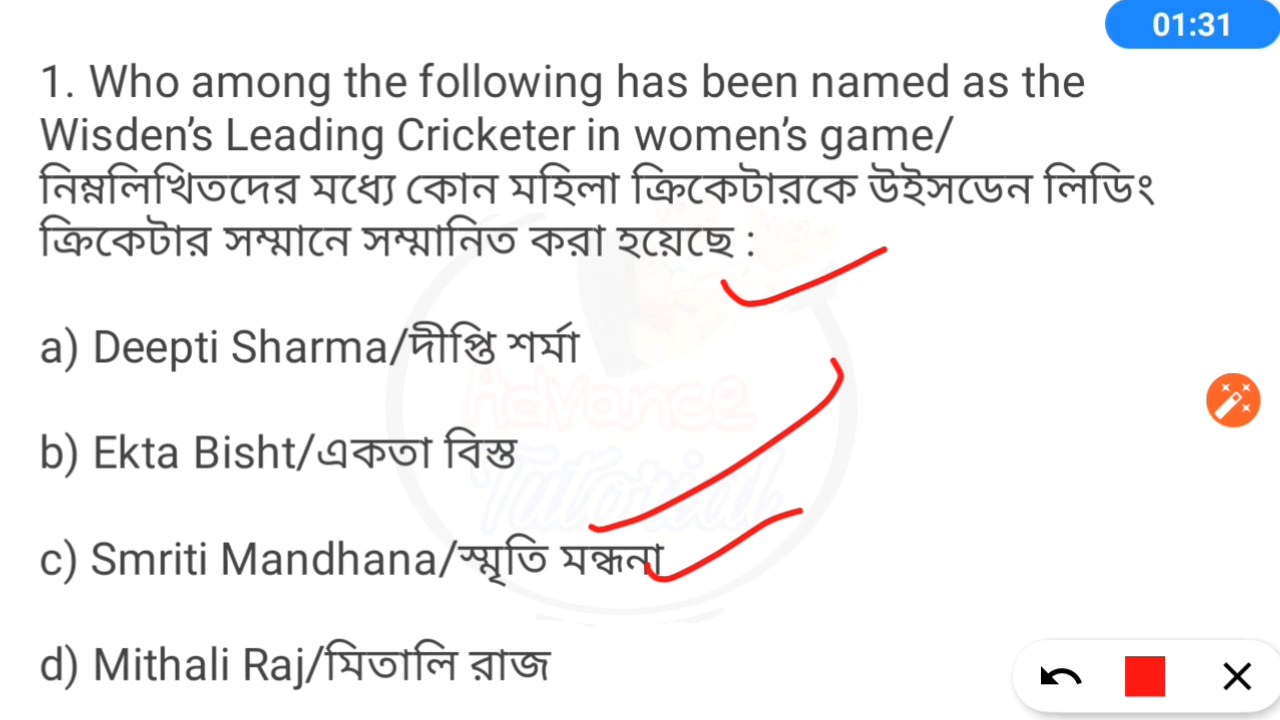 01:31
1. Who among the following has been named as the
Wisden’s Leading Cricketer in women’s game/
নিম্নলিখিতদের মধ্যে কোন মহিলা ক্রিকেটারকে উইসডেন লিডিং
ক্রিকেটার সম্মানে সম্মানিত করা হয়েছে :
a) Deepti Sharma/দীপ্তি শর্মা
Advance
b) Ekta Bisht/একতা বিস্ত
Tutorial
c) Smriti Mandhana/স্মৃতি মন্ধনা
d) Mithali Raj/মিতালি রাজ